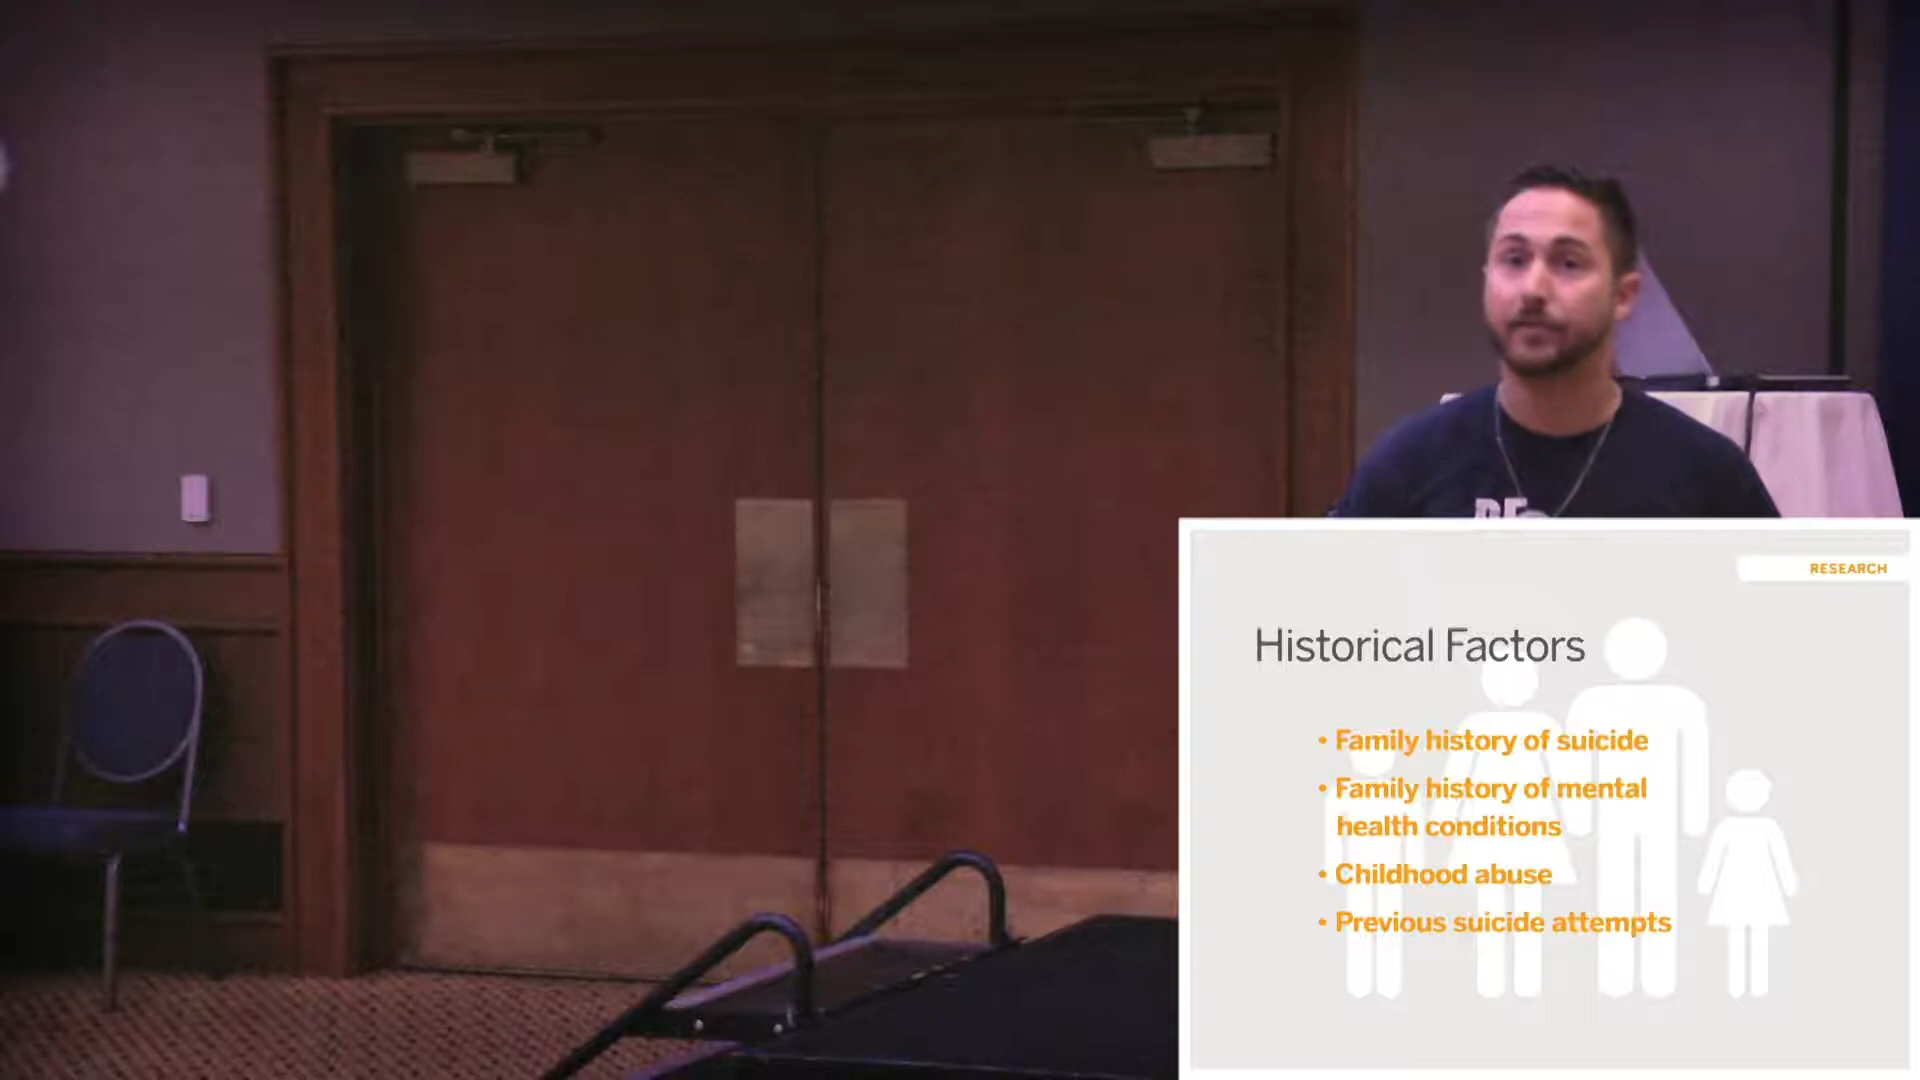 RESEARCH
Historical Factors
• Family history of suicide
• Family history of mental
health conditions
• Childhood abuse
• Previous suicide attempts